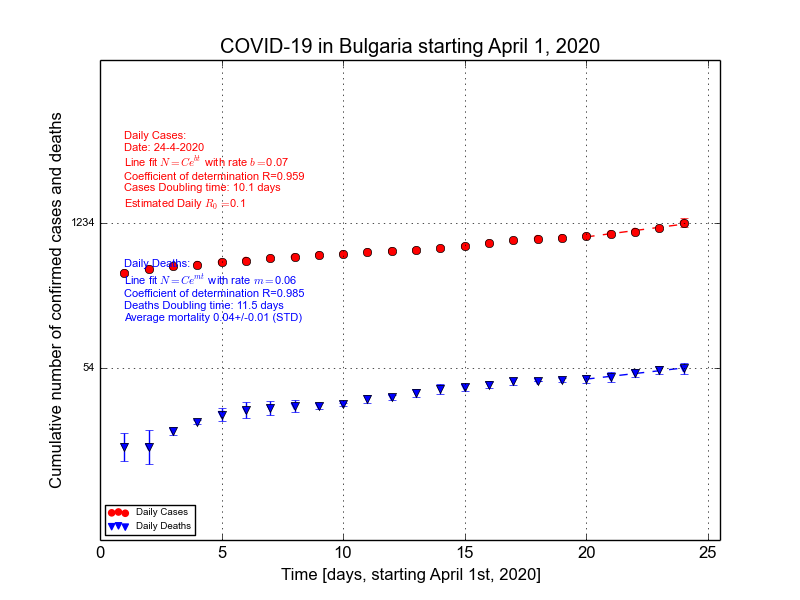 COVID-19 in Bulgaria starting April 1, 2020
Cumulative number of confirmed cases and deaths
Daily Cases:
Date: 24-4-2020
Line fit N = Ce^{bt} with rate b =0.07
Coefficient of determination R=0.959
Cases Doubling time: 10.1 days
Estimated Daily R_0 =0.1
1234
Daily Deaths:
Line fit N = Ce^{mt} with rate m =0.06
Coefficient of determination R=0.985
Deaths Doubling time: 11.5 days
Average mortality 0.04+/-0.01 (STD)
54
Daily Cases
Daily Deaths
0 5 10 15 20 25
Time [days, starting April 1st, 2020]